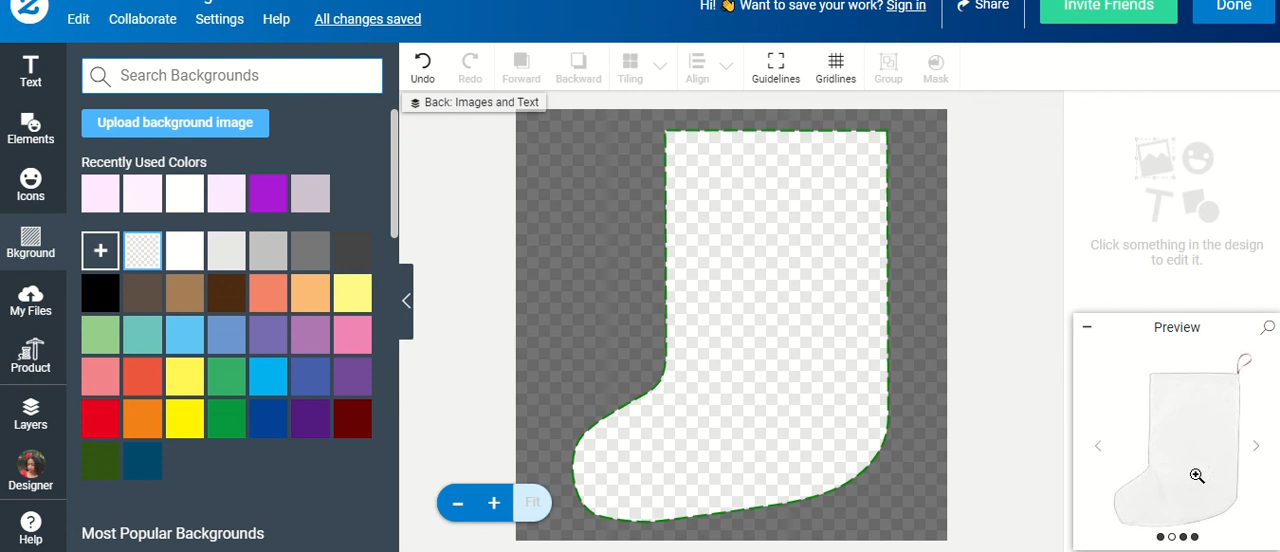 Edit Collaborate Settings Help All changes saved
Hi! 👋 Want to save your work? Sign in
Share
Invite Friends
Done
Text
Elements
Icons
Bkground
My Files
Product
Layers
Designer
Help
Search Backgrounds
Upload background image
Recently Used Colors
Most Popular Backgrounds
Undo Redo Forward Backward Tiling Align Guidelines Gridlines Group Mask
Back: Images and Text
Fit
Click something in the design
to edit it.
Preview